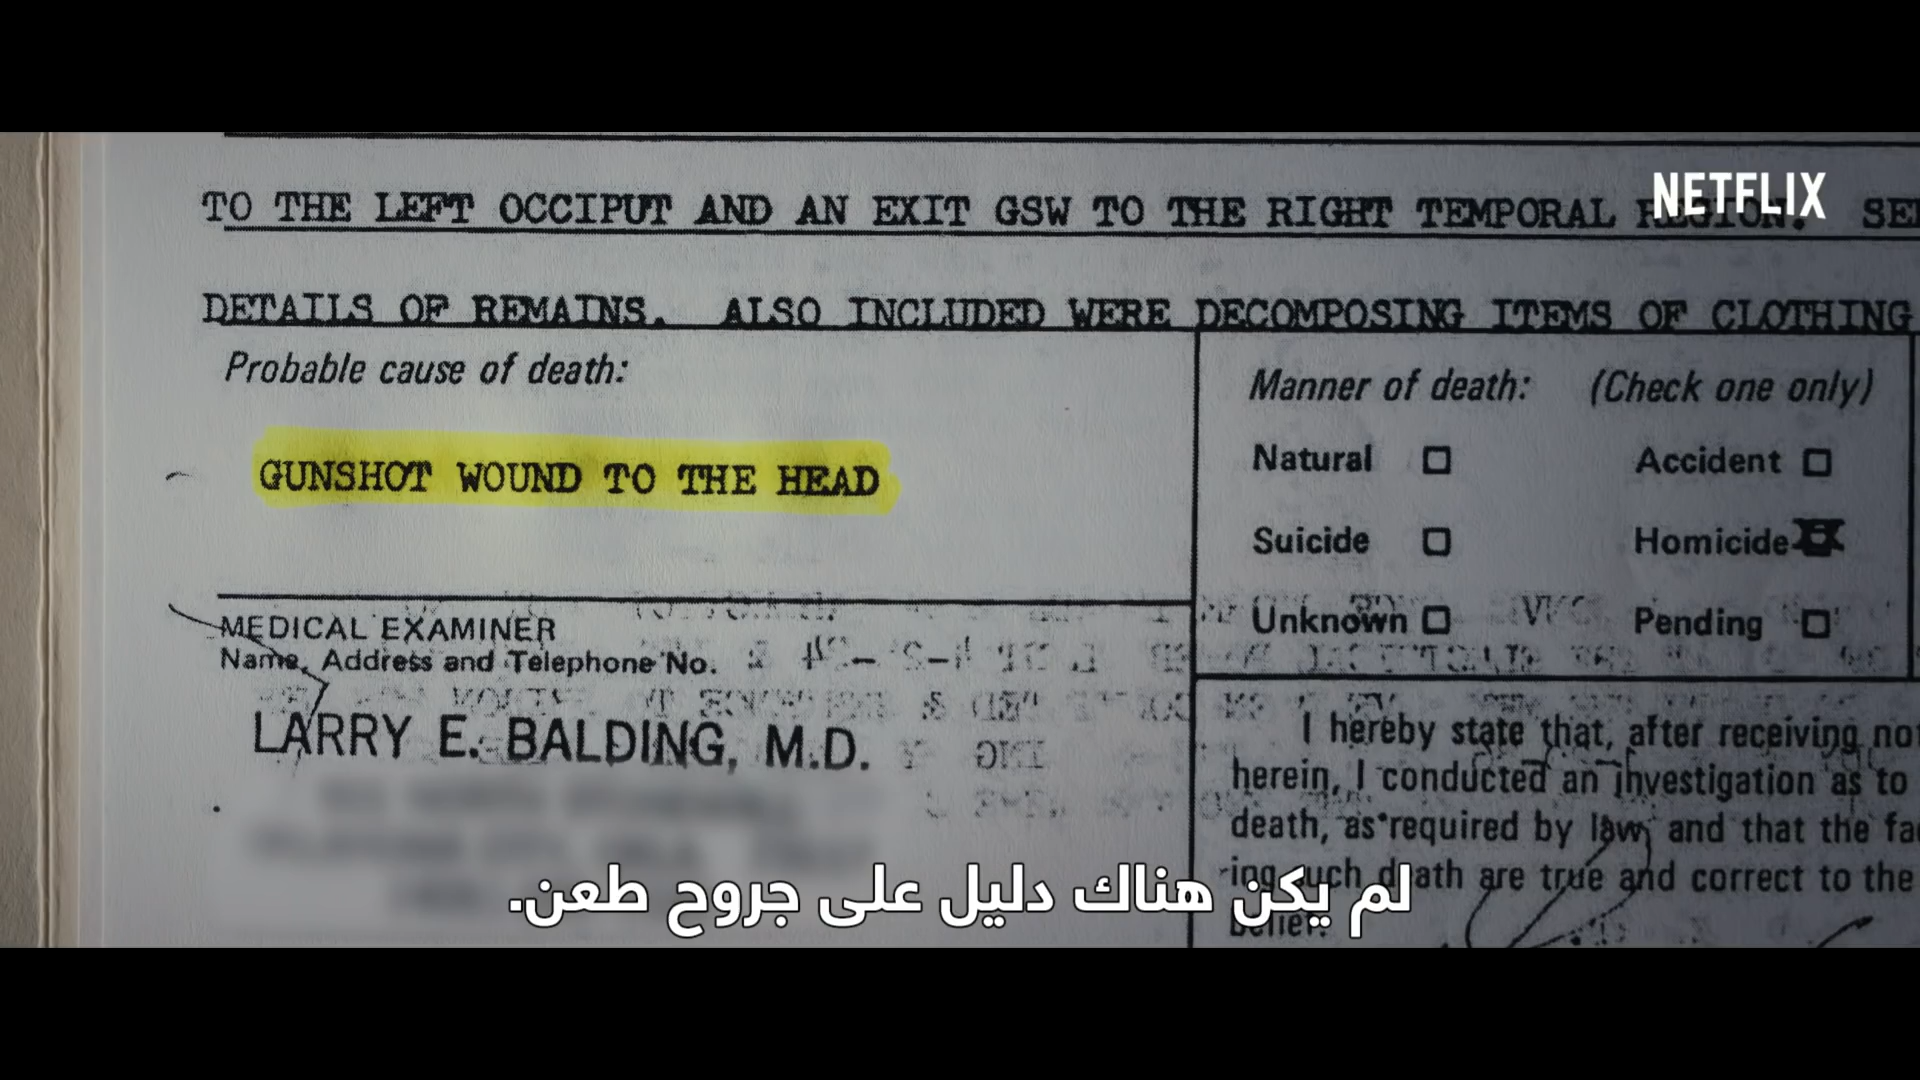 NETFLIX
TO THE LEFT OCCIPUT AND AN EXIT GSW TO THE RIGHT TEMPORAL REGION.
DETAILS OF REMAINS. ALSO INCLUDED WERE DECOMPOSING ITEMS OF CLOTHING
Probable cause of death:
GUNSHOT WOUND TO THE HEAD
Manner of death: (Check one only)
Natural Accident
Suicide Homicide
Unknown Pending
MEDICAL EXAMINER
Name, Address and Telephone No.
LARRY E. BALDING, M.D.
I hereby state that, after receiving
herein, I conducted an investigation as to
death, as required by law, and that the
ing such death are true and correct to the
belief.
لم يكن هناك دليل على جروح طعن.